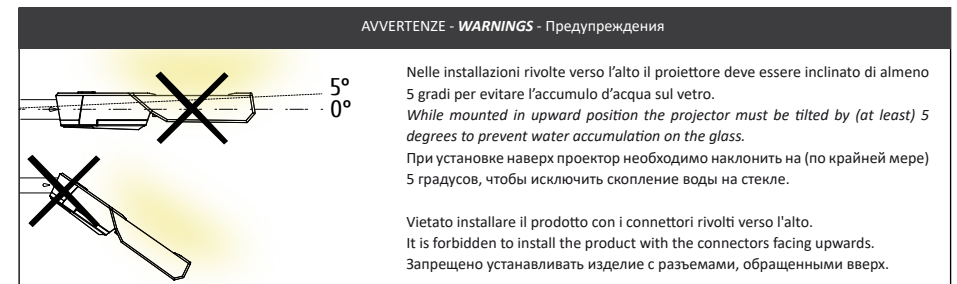 AVVERTENZE - WARNINGS - Предупреждения
5°
0°
Nelle installazioni rivolte verso l’alto il proiettore deve essere inclinato di almeno
5 gradi per evitare l’accumulo d’acqua sul vetro.
While mounted in upward position the projector must be tilted by (at least) 5
degrees to prevent water accumulation on the glass.
При установке наверх проектор необходимо наклонить на (по крайней мере)
5 градусов, чтобы исключить скопление воды на стекле.
Vietato installare il prodotto con i connettori rivolti verso l'alto.
It is forbidden to install the product with the connectors facing upwards.
Запрещено устанавливать изделие с разъемами, обращенными вверх.